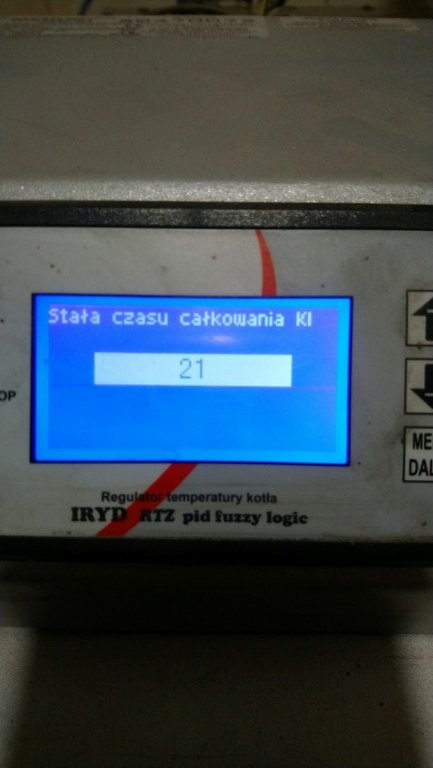 Stała czasu całkowania KI
21
OP
ME
DAL
Regulator temperatury kotła
IRYD RTZ pid fuzzy logic